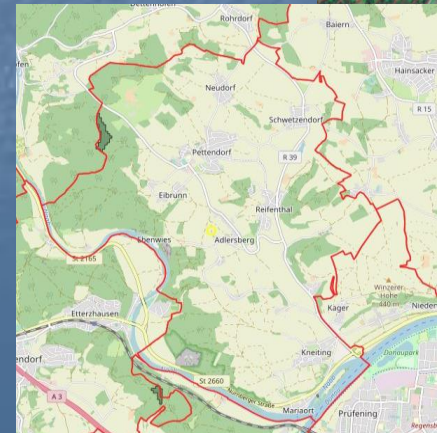 Rohrdorf
Baiern
Hainsacker
Neudorf
R 15
Schwetzendorf
R 39
Pettendorf
Eibrunn
Reifenthal
Ebenwies
Adlersberg
St 2165
Winzerer
Höhe
440 m
Etterzhausen
Kager
Donaupark
Kneiting
St 2660
Nürnberger Straße
A 3
Mariaort
Prüfening